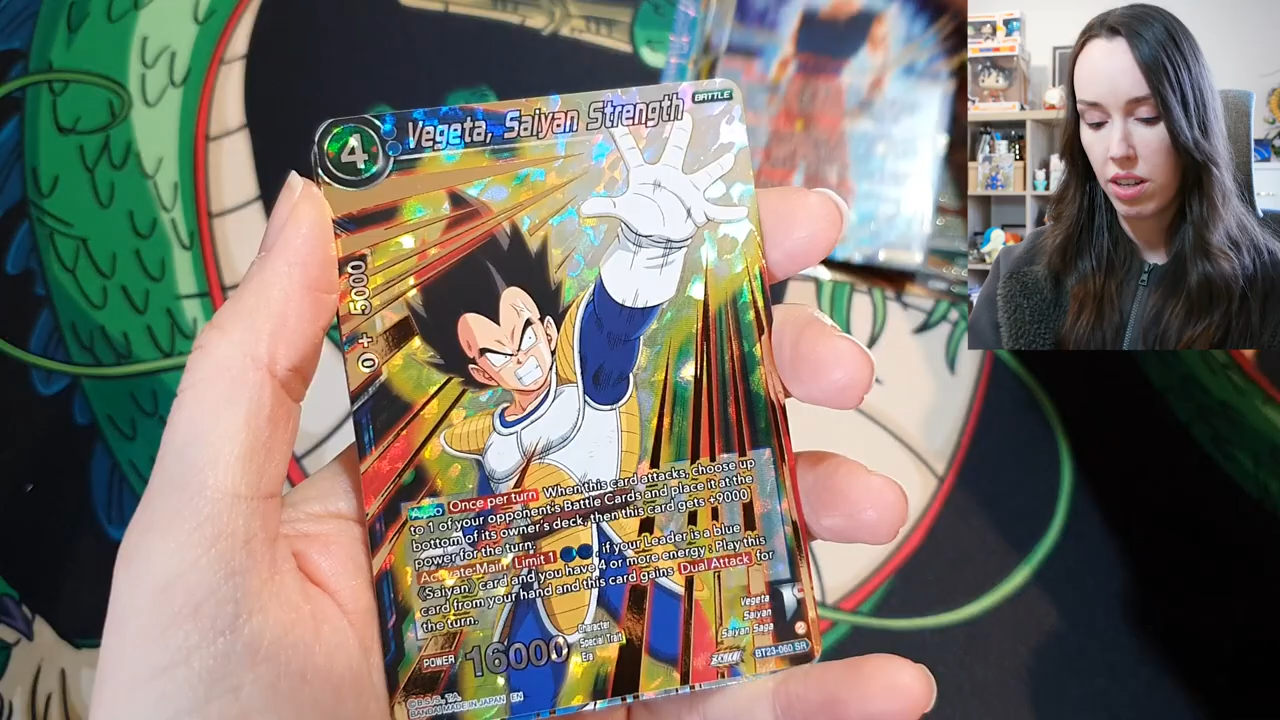 4
Vegeta, Saiyan Strength
BATTLE
0 + 5000
Auto Once per turn When this card attacks, choose up
to 1 of your opponent's Battle Cards and place it at the
bottom of its owner's deck, then this card gets +9000
power for the turn.
Activate:Main Limit 1 , if your Leader is a blue
《Saiyan》 card and you have 4 or more energy : Play this
card from your hand and this card gains Dual Attack for
the turn.
POWER 16000
Character Vegeta
Special Trait Saiyan
Era Saiyan Saga
BT23-060 SR
©B.S./S., T.A.
BANDAI MADE IN JAPAN EN